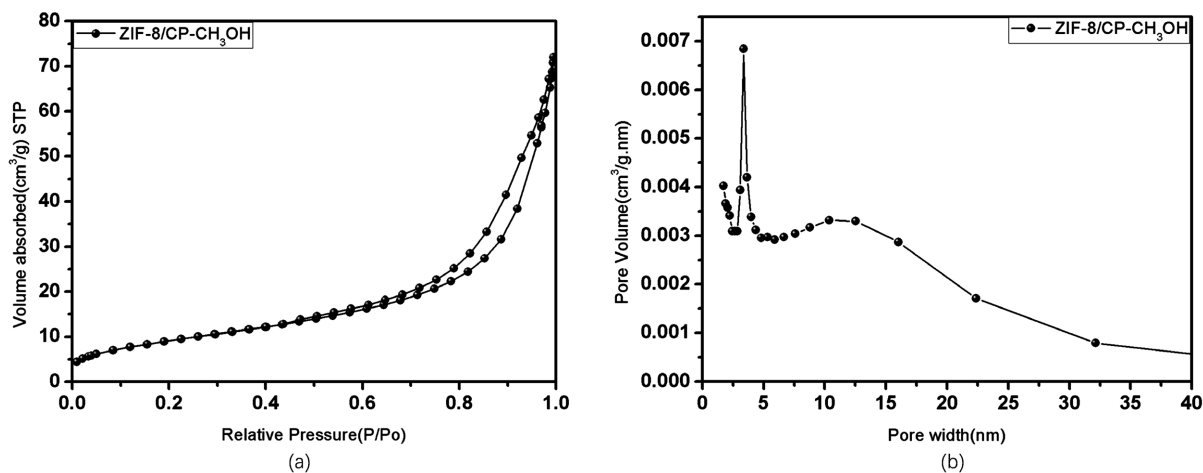 ZIF-8/CP-CH₃OH
80
70
60
50
40
30
20
10
0
Volume absorbed(cm³/g) STP
0.0 0.2 0.4 0.6 0.8 1.0
Relative Pressure(P/Po)
(a)
ZIF-8/CP-CH₃OH
0.007
0.006
0.005
0.004
0.003
0.002
0.001
0.000
Pore Volume(cm³/g.nm)
0 5 10 15 20 25 30 35 40
Pore width(nm)
(b)